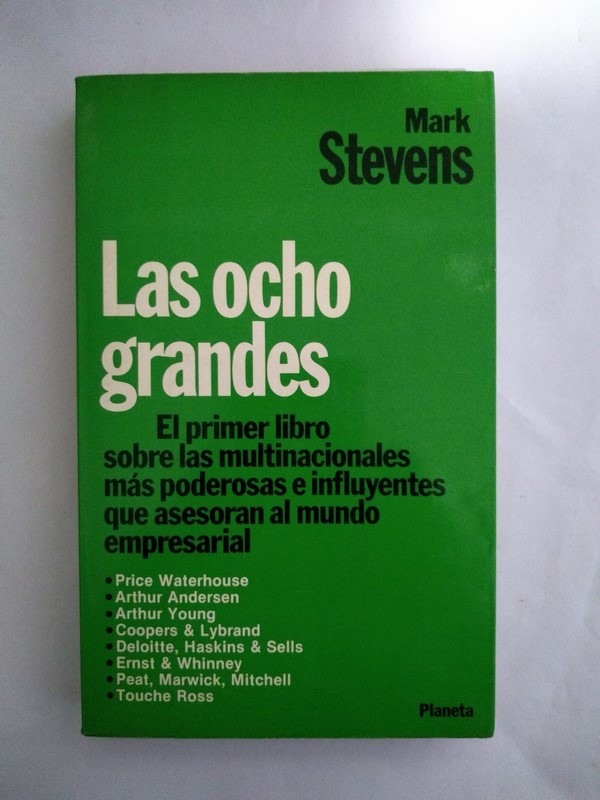 Mark
Stevens
Las ocho
grandes
El primer libro
sobre las multinacionales
más poderosas e influyentes
que asesoran al mundo
empresarial
• Price Waterhouse
• Arthur Andersen
• Arthur Young
• Coopers & Lybrand
• Deloitte, Haskins & Sells
• Ernst & Whinney
• Peat, Marwick, Mitchell
• Touche Ross
Planeta